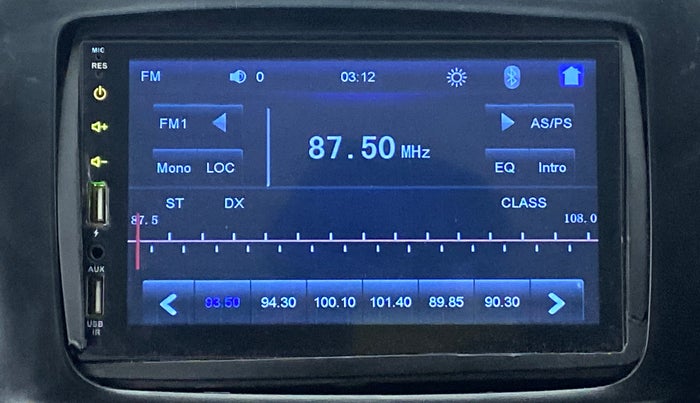 MIC
RES
FM 0 03:12
FM1 87.50 MHz AS/PS
Mono LOC EQ Intro
ST DX CLASS
87.5 108.0
AUX
93.50 94.30 100.10 101.40 89.85 90.30
USB
IR